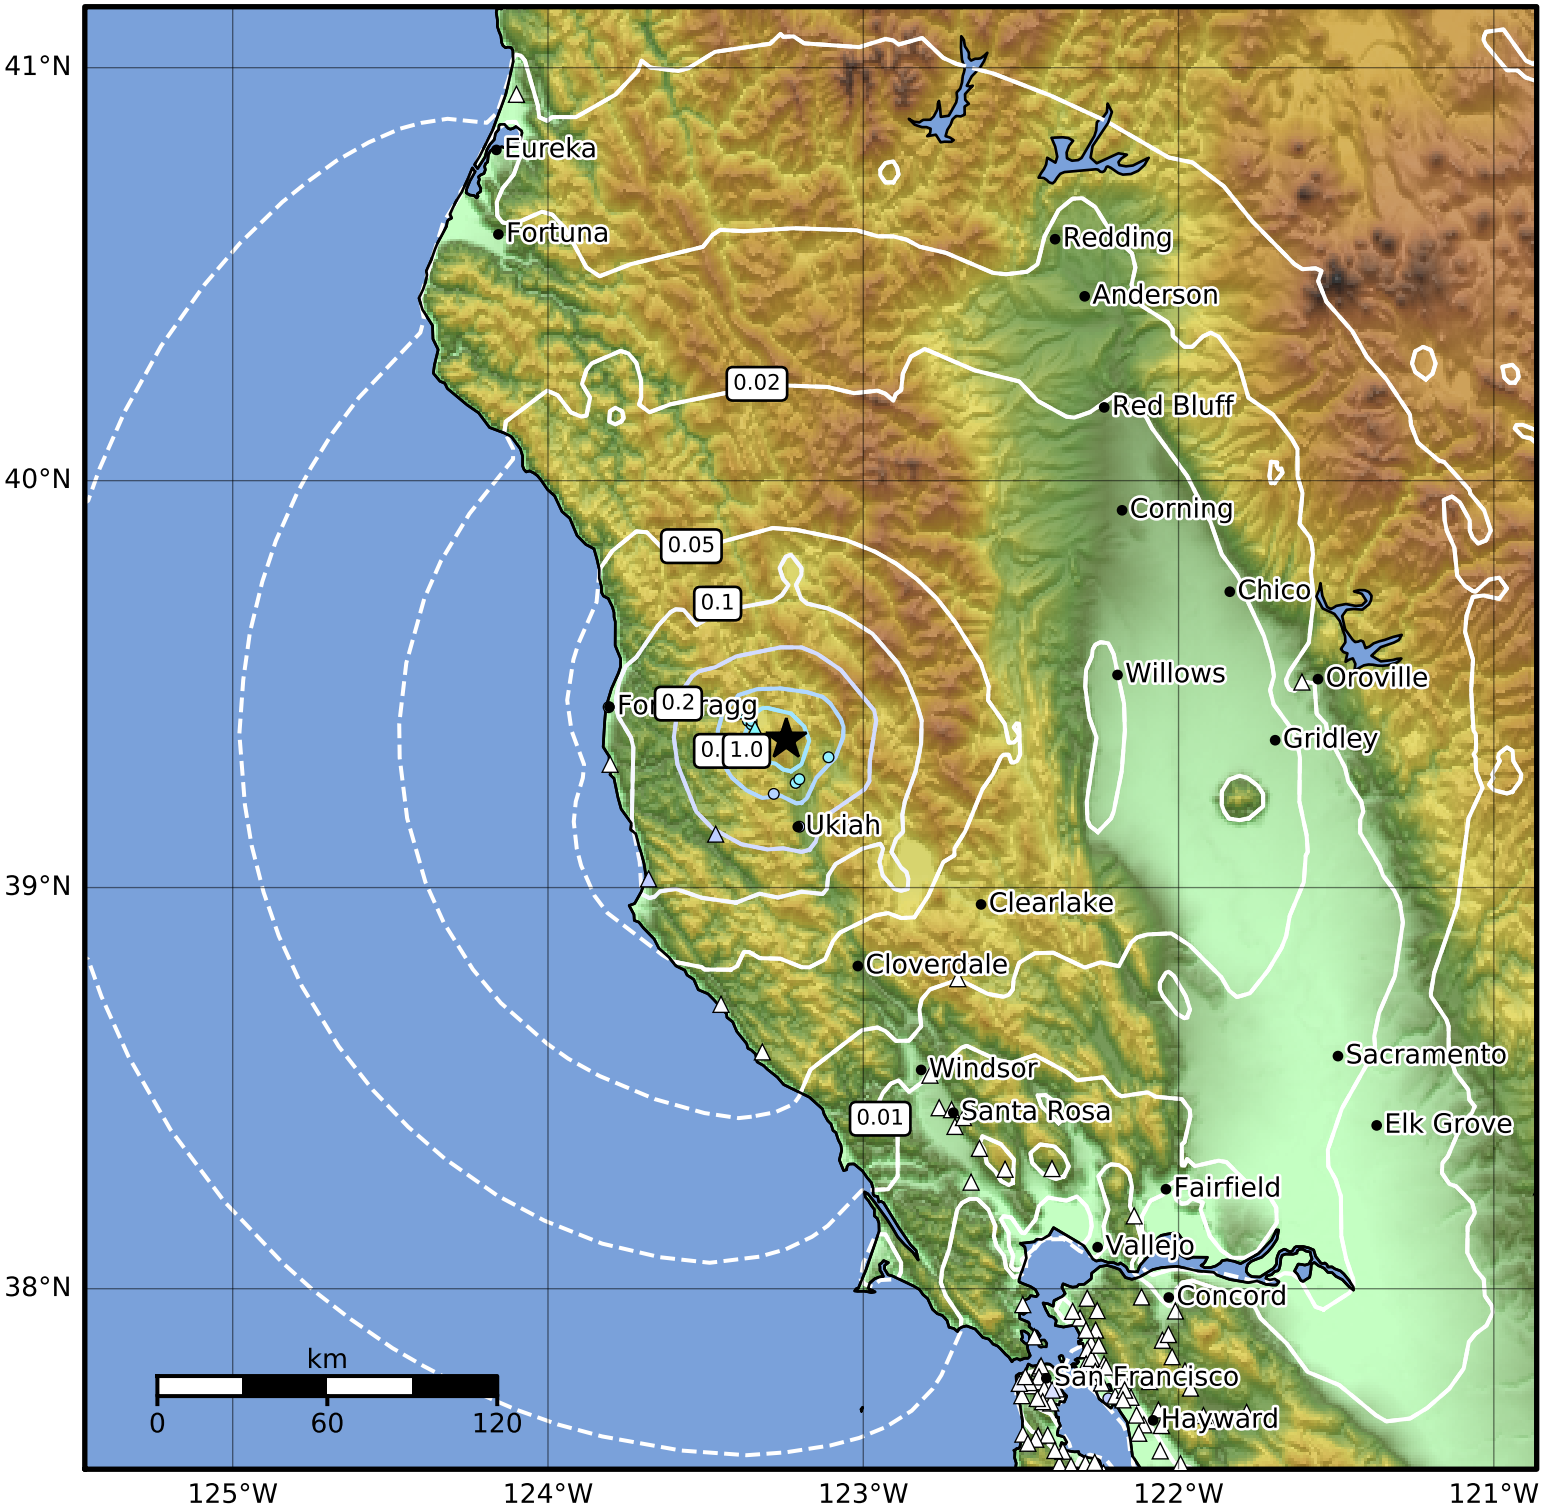 41°N
Eureka
Fortuna
Redding
Anderson
0.02
Red Bluff
40°N
Corning
0.05
Chico
0.1
Willows
Oroville
0.2
Gridley
1.0
Ukiah
39°N
Clearlake
Cloverdale
Sacramento
Windsor
Santa Rosa
0.01
Elk Grove
Fairfield
Vallejo
38°N
Concord
km
San Francisco
0 60 120
Hayward
125°W 124°W 123°W 122°W 121°W